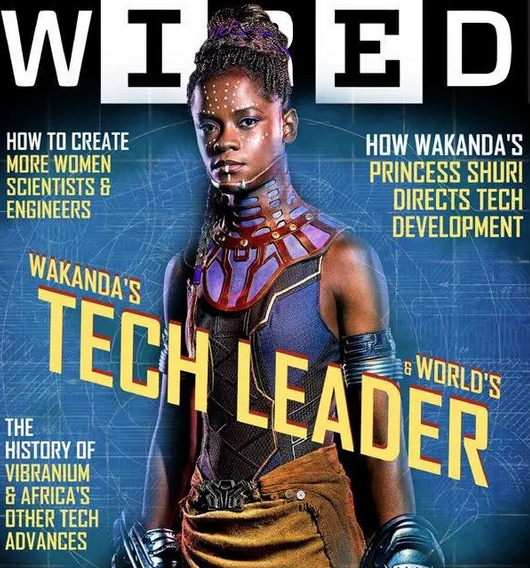 WIRED
HOW TO CREATE
MORE WOMEN
SCIENTISTS &
ENGINEERS
HOW WAKANDA'S
PRINCESS SHURI
DIRECTS TECH
DEVELOPMENT
WAKANDA'S
TECH LEADER
& WORLD'S
THE
HISTORY OF
VIBRANIUM
& AFRICA'S
OTHER TECH
ADVANCES